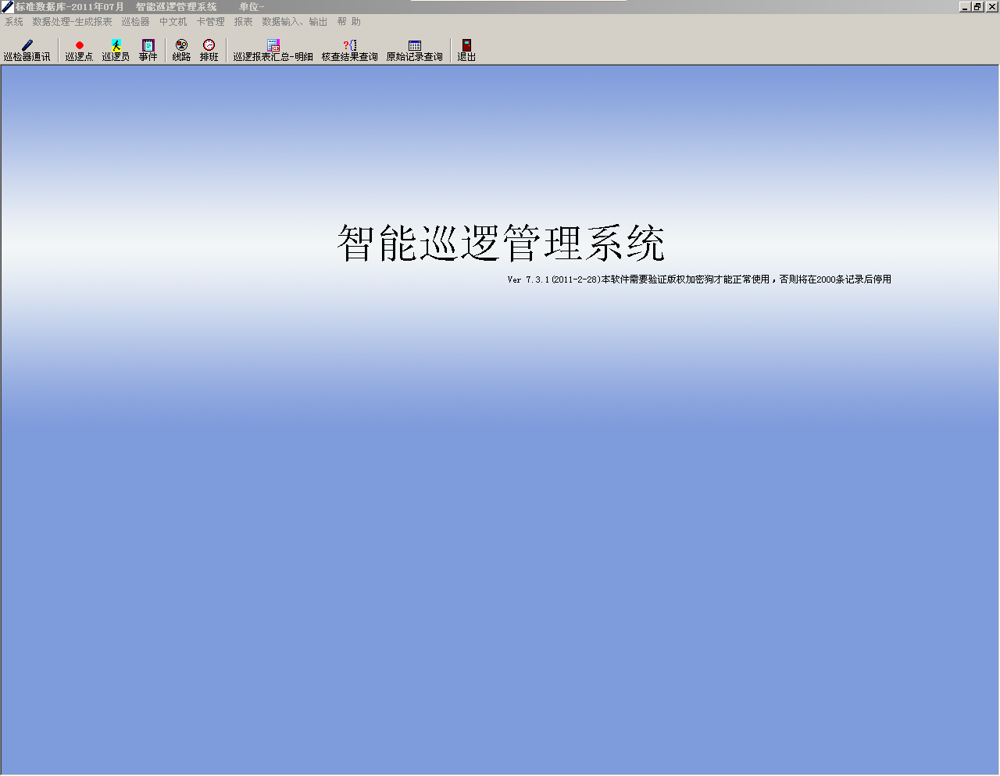 标准数据库-2011年07月 智能巡逻管理系统 单位-
系统 数据处理-生成报表 巡检器 中文机 卡管理 报表 数据输入、输出 帮 助
巡检器通讯 巡逻点 巡逻员 事件 线路 排班 巡逻报表汇总-明细 核查结果查询 原始记录查询 退出
智能巡逻管理系统
Ver 7.3.1(2011-2-28)本软件需要验证版权加密狗才能正常使用，否则将在2000条记录后停用